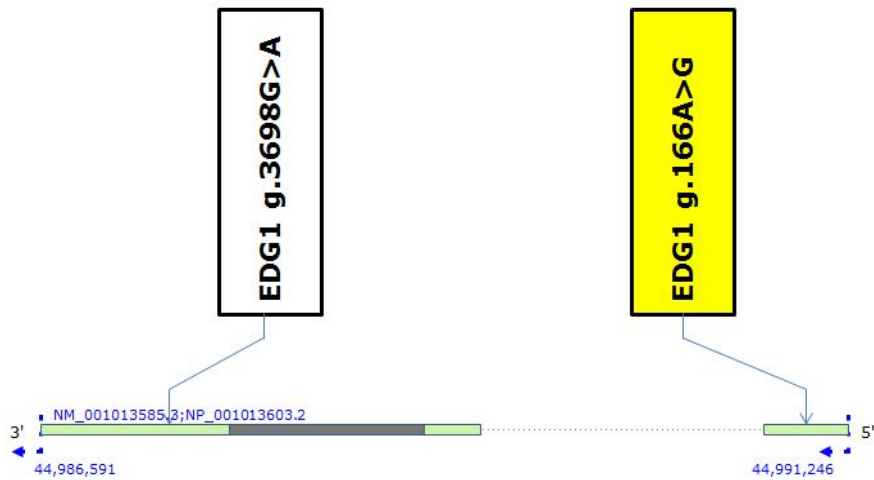 EDG1 g.3698G>A
EDG1 g.166A>G
NM_001013585.3;NP_001013603.2
3'
5'
44,986,591
44,991,246